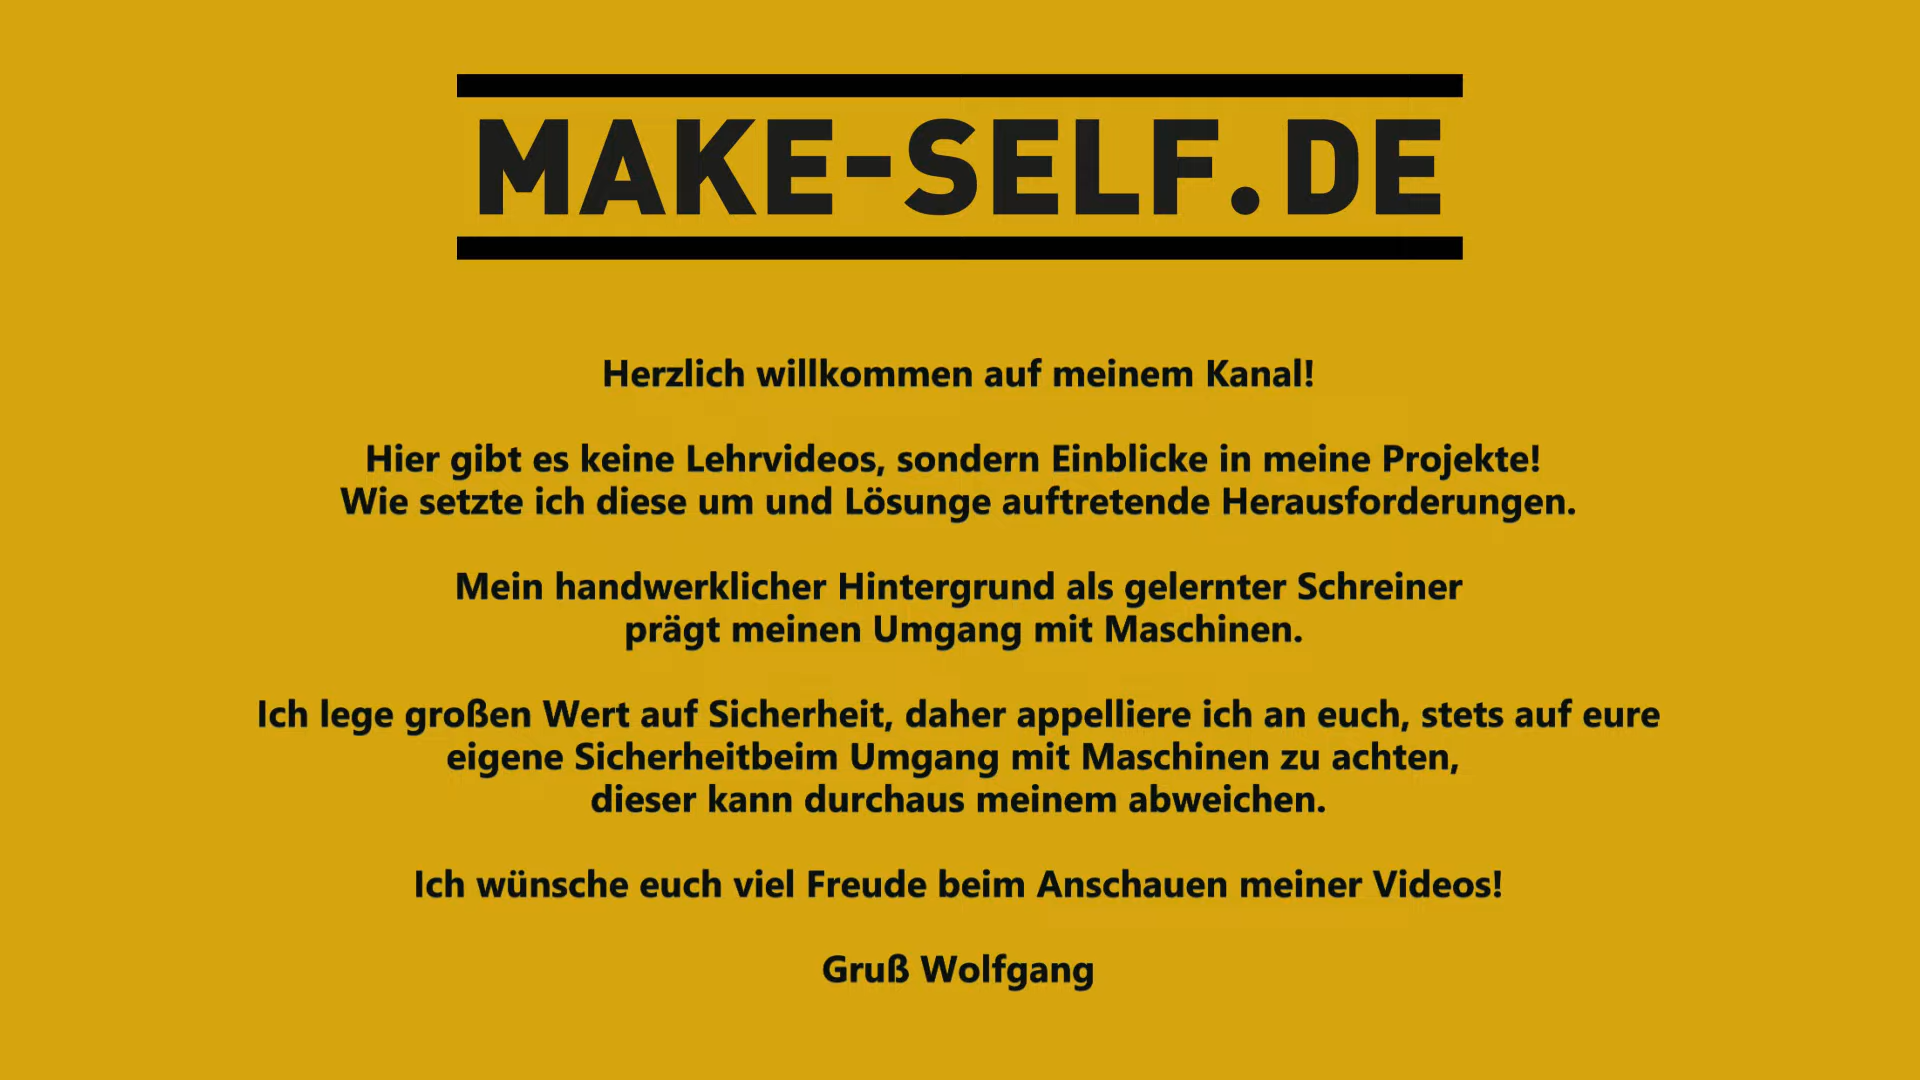 MAKE-SELF.DE
Herzlich willkommen auf meinem Kanal!
Hier gibt es keine Lehrvideos, sondern Einblicke in meine Projekte!
Wie setzte ich diese um und Lösunge auftretende Herausforderungen.
Mein handwerklicher Hintergrund als gelernter Schreiner
prägt meinen Umgang mit Maschinen.
Ich lege großen Wert auf Sicherheit, daher appelliere ich an euch, stets auf eure
eigene Sicherheitbeim Umgang mit Maschinen zu achten,
dieser kann durchaus meinem abweichen.
Ich wünsche euch viel Freude beim Anschauen meiner Videos!
Gruß Wolfgang